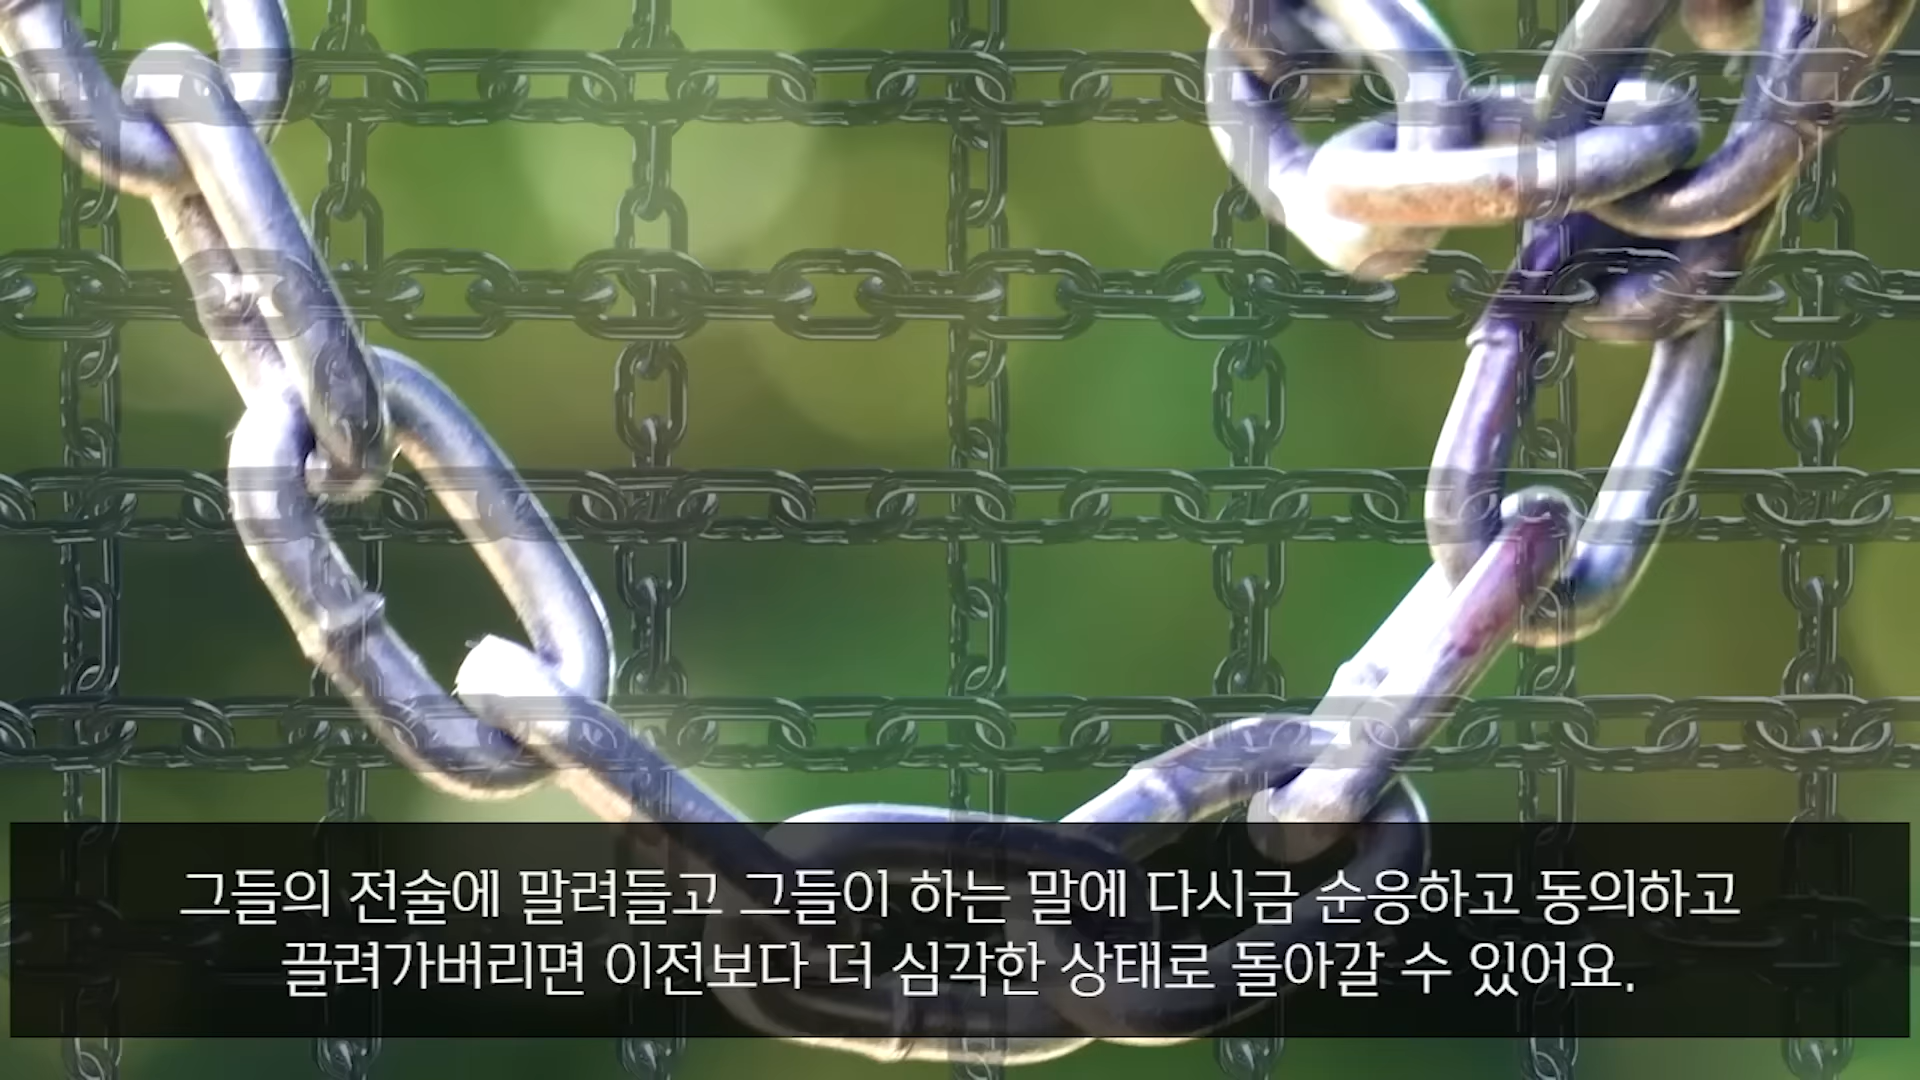 그들의 전술에 말려들고 그들이 하는 말에 다시금 순응하고 동의하고
끌려가버리면 이전보다 더 심각한 상태로 돌아갈 수 있어요.